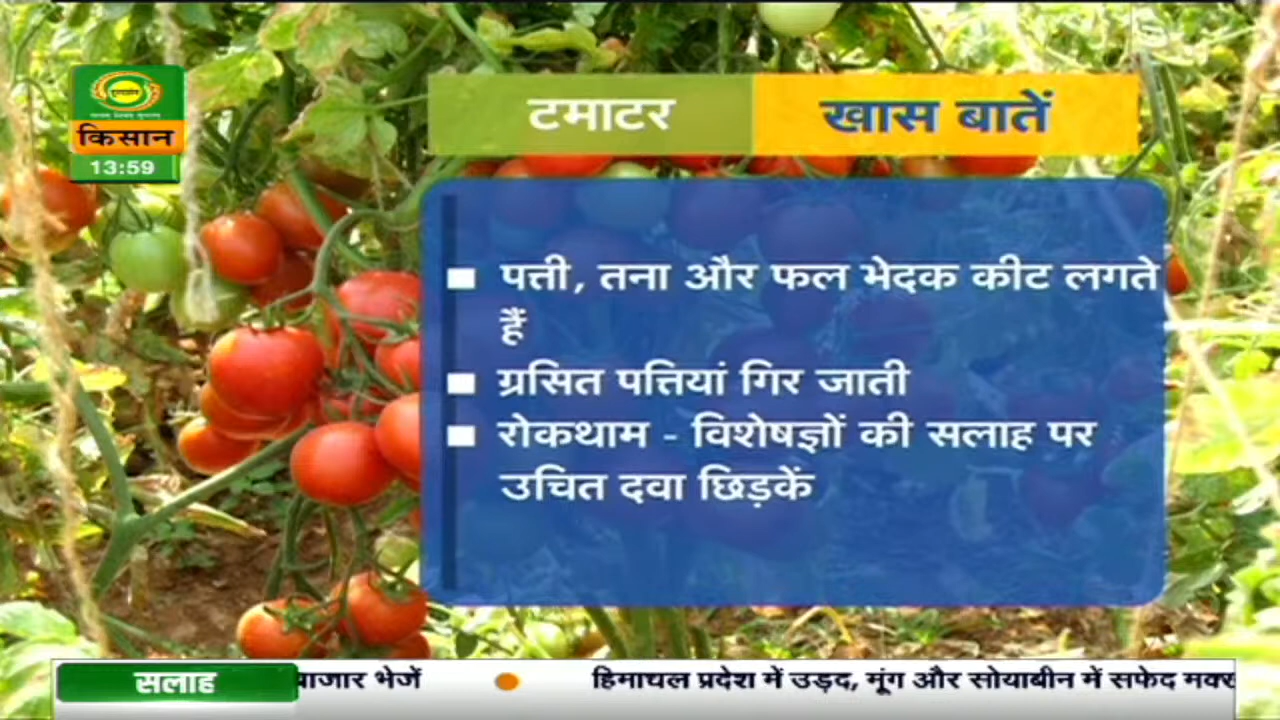 किसान
13:59
टमाटर खास बातें
पत्ती, तना और फल भेदक कीट लगते
हैं
ग्रसित पत्तियां गिर जाती
रोकथाम - विशेषज्ञों की सलाह पर
उचित दवा छिड़कें
सलाह भेजें हिमाचल प्रदेश में उड़द, मूंग और सोयाबीन में सफेद